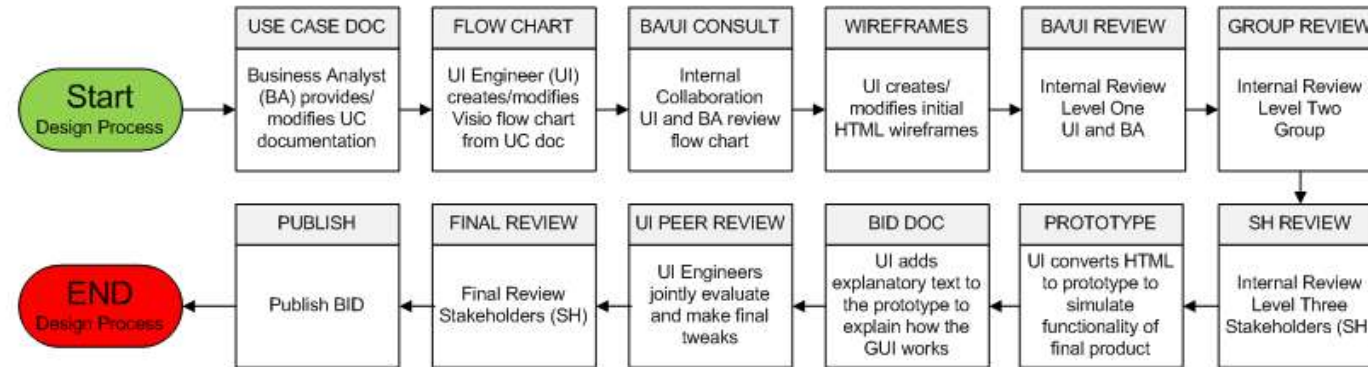 Start
Design Process
USE CASE DOC
Business Analyst
(BA) provides/
modifies UC
documentation
FLOW CHART
UI Engineer (UI)
creates/modifies
Visio flow chart
from UC doc
BA/UI CONSULT
Internal
Collaboration
UI and BA review
flow chart
WIREFRAMES
UI creates/
modifies initial
HTML wireframes
BA/UI REVIEW
Internal Review
Level One
UI and BA
GROUP REVIEW
Internal Review
Level Two
Group
SH REVIEW
Internal Review
Level Three
Stakeholders (SH
PROTOTYPE
UI converts HTML
to prototype to
simulate
functionality of
final product
BID DOC
UI adds
explanatory text to
the prototype to
explain how the
GUI works
UI PEER REVIEW
UI Engineers
jointly evaluate
and make final
tweaks
FINAL REVIEW
Final Review
Stakeholders (SH)
PUBLISH
Publish BID
END
Design Process